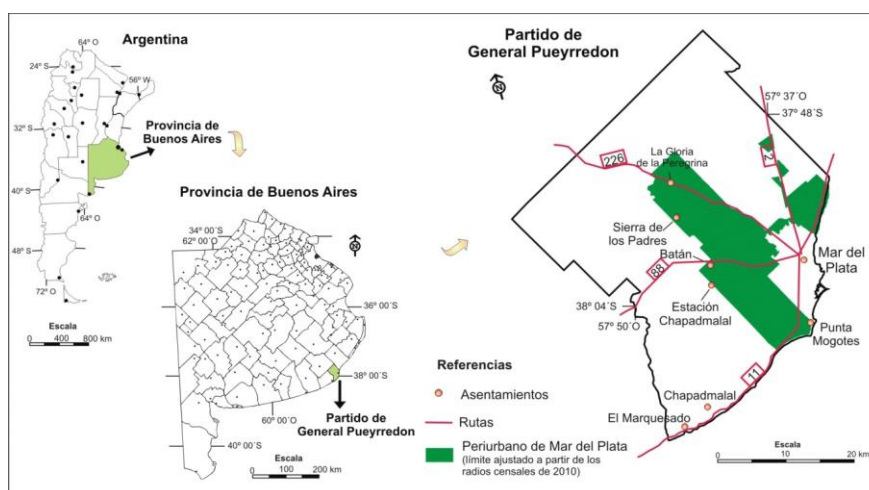 Argentina
64º O
24º S
56º W
32º S
Provincia de
Buenos Aires
40º S
64º O
48º S
72º O
Escala
0 400 800 km
Provincia de Buenos Aires
34º 00´S
62º 00´O
36º 00´S
38º 00´S
60º 00´O
Partido de
General Pueyrredon
40º 00´S
Escala
0 100 200 km
Partido de
General Pueyrredon
57º 37´O
37º 48´S
226
2
La Gloria
de la Peregrina
Sierra de
los Padres
Batán
Mar del
Plata
88
38º 04´S
57º 50´O
Estación
Chapadmalal
Punta
Mogotes
11
Chapadmalal
El Marquesado
Referencias
Asentamientos
Rutas
Periurbano de Mar del Plata
(límite ajustado a partir de los
radios censales de 2010)
Escala
0 10 20 km